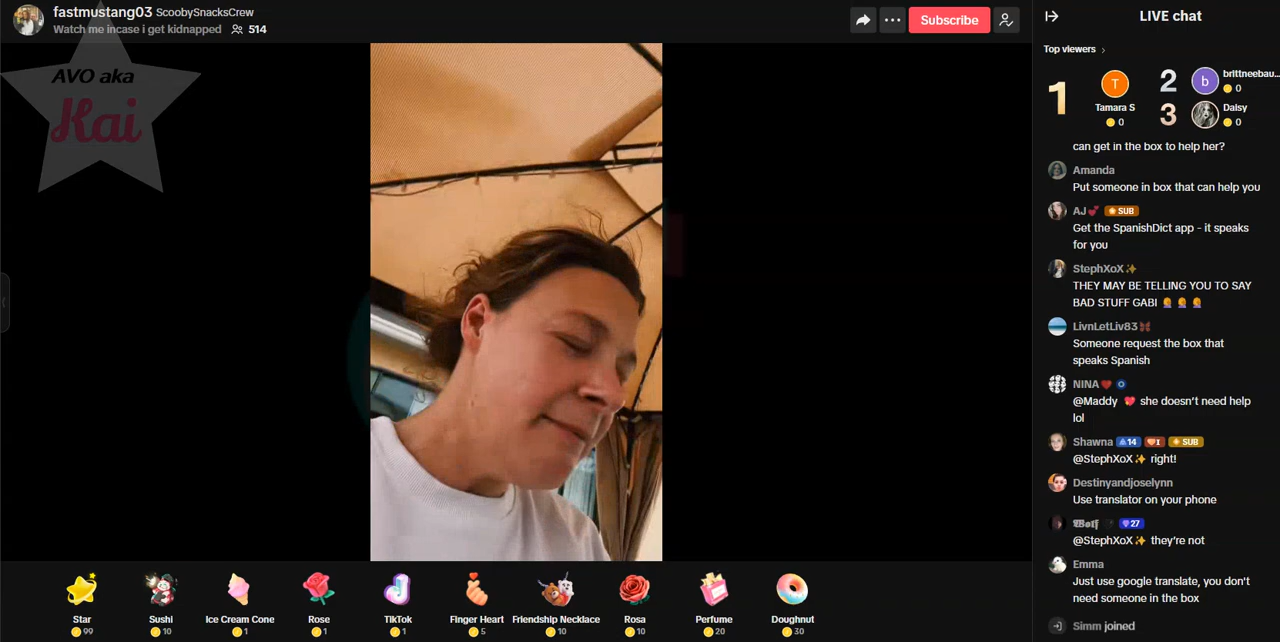 fastmustang03 ScoobySnacksCrew
Watch me incase i get kidnapped 514
Subscribe
AVO aka
Kai
LIVE chat
Top viewers
1
T
Tamara S
0
2
b
brittneebau...
0
3
Daisy
0
can get in the box to help her?
Amanda
Put someone in box that can help you
AJ💕 SUB
Get the SpanishDict app - it speaks
for you
StephXoX✨
THEY MAY BE TELLING YOU TO SAY
BAD STUFF GABI 🤦‍♀️ 🤦‍♀️ 🤦‍♀️
LivnLetLiv83
Someone request the box that
speaks Spanish
NINA
@Maddy 💖 she doesn't need help
lol
Shawna 14 I SUB
@StephXoX✨ right!
Destinyandjoselynn
Use translator on your phone
𝕎𝕠𝕝𝕗 27
@StephXoX✨ they're not
Emma
Just use google translate, you don't
need someone in the box
Simm joined
Star
99
Sushi
10
Ice Cream Cone
1
Rose
1
TikTok
1
Finger Heart
5
Friendship Necklace
10
Rosa
10
Perfume
20
Doughnut
30